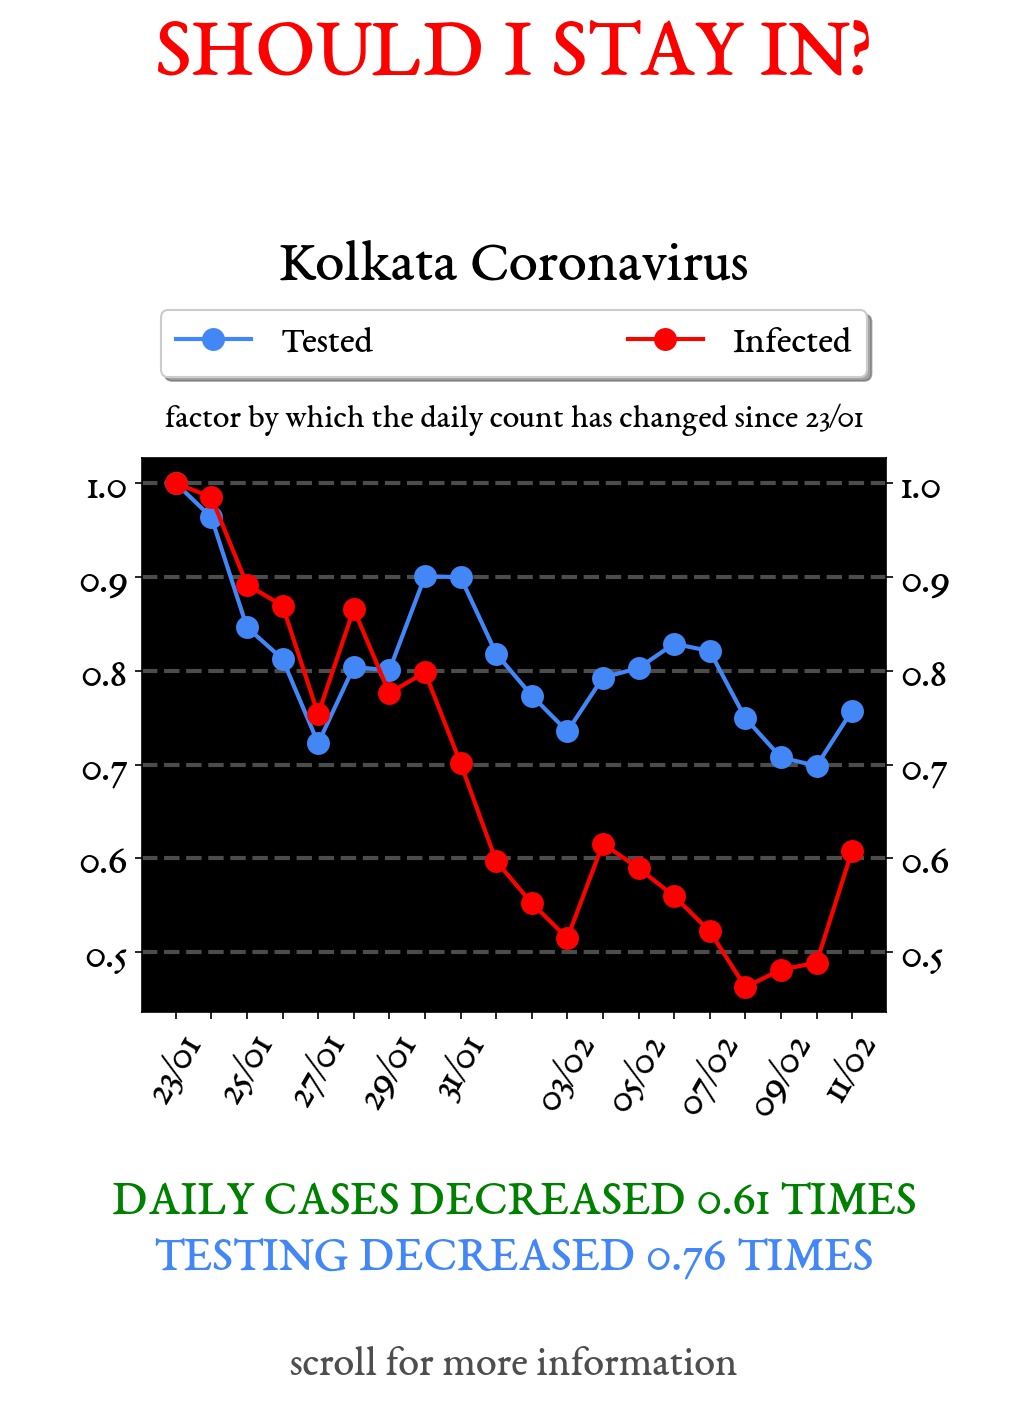 SHOULD I STAY IN?
Kolkata Coronavirus
Tested Infected
factor by which the daily count has changed since 23/01
1.0 1.0
0.9 0.9
0.8 0.8
0.7 0.7
0.6 0.6
0.5 0.5
23/01 25/01 27/01 29/01 31/01 03/02 05/02 07/02 09/02 11/02
DAILY CASES DECREASED 0.61 TIMES
TESTING DECREASED 0.76 TIMES
scroll for more information